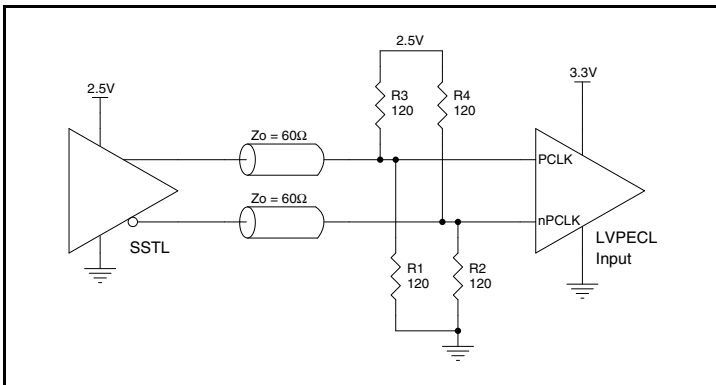 2.5V
2.5V
3.3V
R3
120
R4
120
Zo = 60Ω
PCLK
Zo = 60Ω
nPCLK
SSTL
LVPECL
Input
R1
120
R2
120